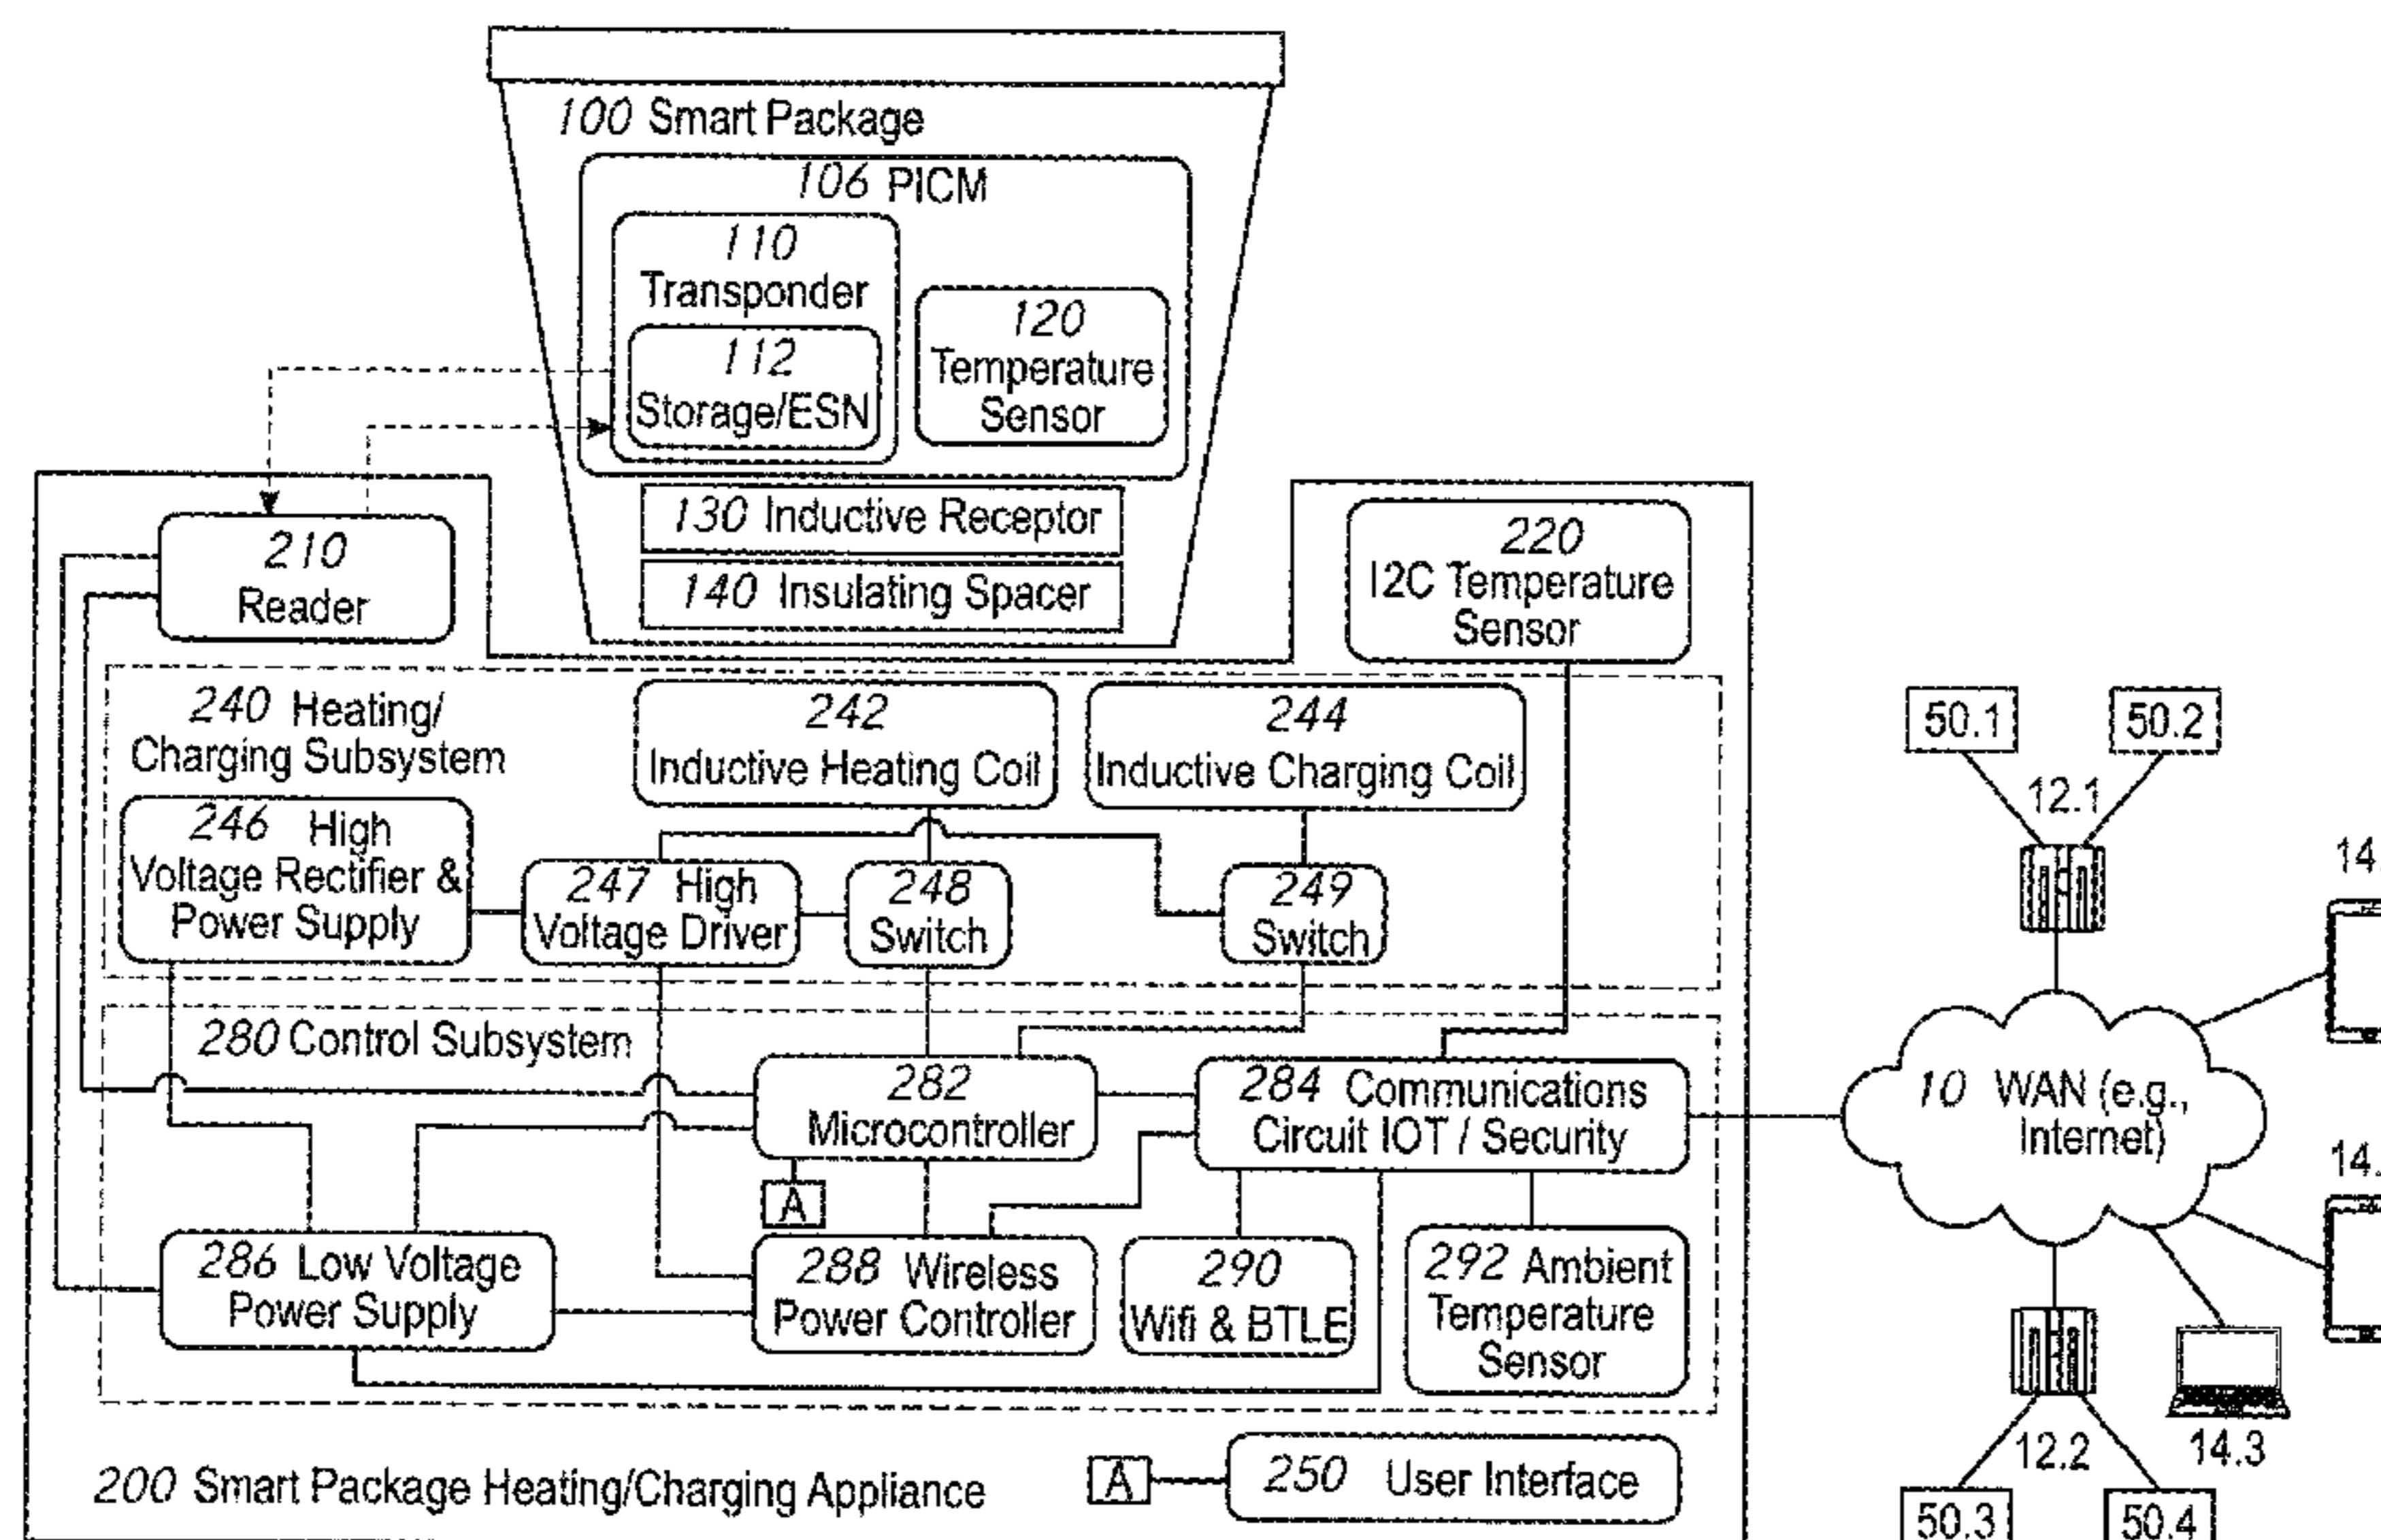 100 Smart Package
106 PICM
110
Transponder
112
Storage/ESN
120
Temperature
Sensor
130 Inductive Receptor
140 Insulating Spacer
210
Reader
220
I2C Temperature
Sensor
240 Heating/
Charging Subsystem
242
Inductive Heating Coil
244
Inductive Charging Coil
246 High
Voltage Rectifier &
Power Supply
247 High
Voltage Driver
248
Switch
249
Switch
280 Control Subsystem
282
Microcontroller
284 Communications
Circuit IOT / Security
A
286 Low Voltage
Power Supply
288 Wireless
Power Controller
290
Wifi & BTLE
292 Ambient
Temperature
Sensor
200 Smart Package Heating/Charging Appliance
A
250 User Interface
50.1
50.2
12.1
14.
10 WAN (e.g.,
Internet)
14.
12.2
14.3
50.3
50.4